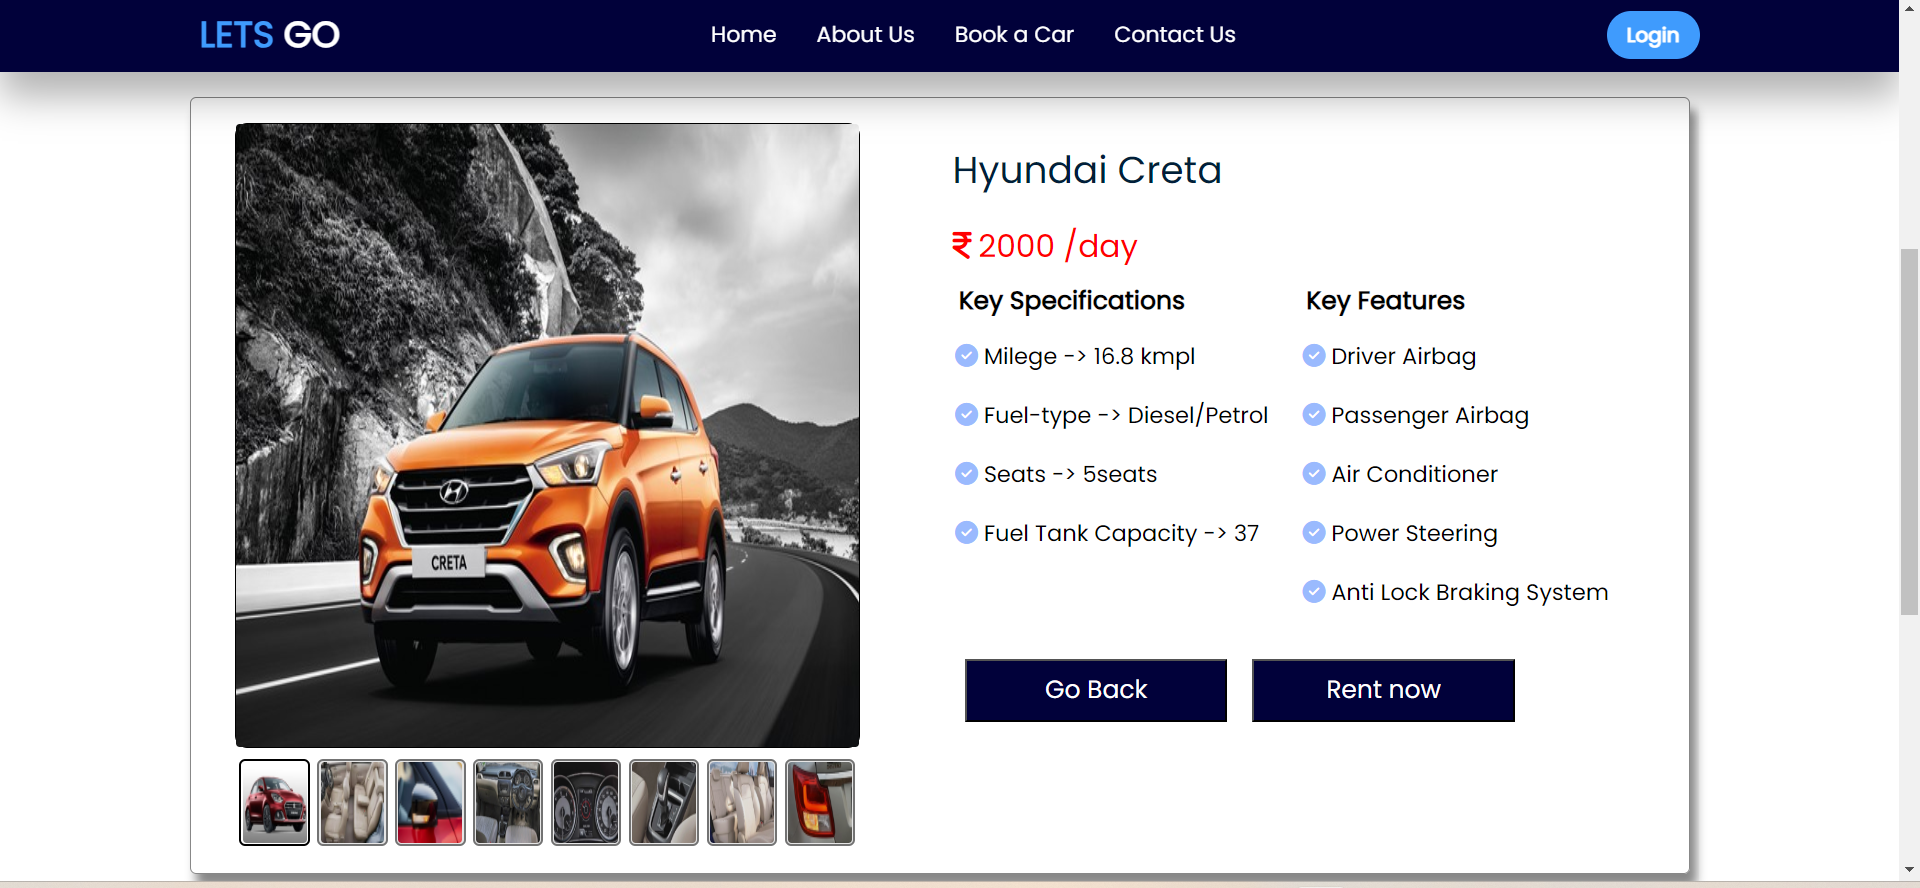 LETS GO
Home
About Us
Book a Car
Contact Us
Login
Hyundai Creta
₹ 2000 /day
Key Specifications
Milege -> 16.8 kmpl
Fuel-type -> Diesel/Petrol
Seats -> 5seats
Fuel Tank Capacity -> 37
Key Features
Driver Airbag
Passenger Airbag
Air Conditioner
Power Steering
Anti Lock Braking System
Go Back
Rent now
CRETA